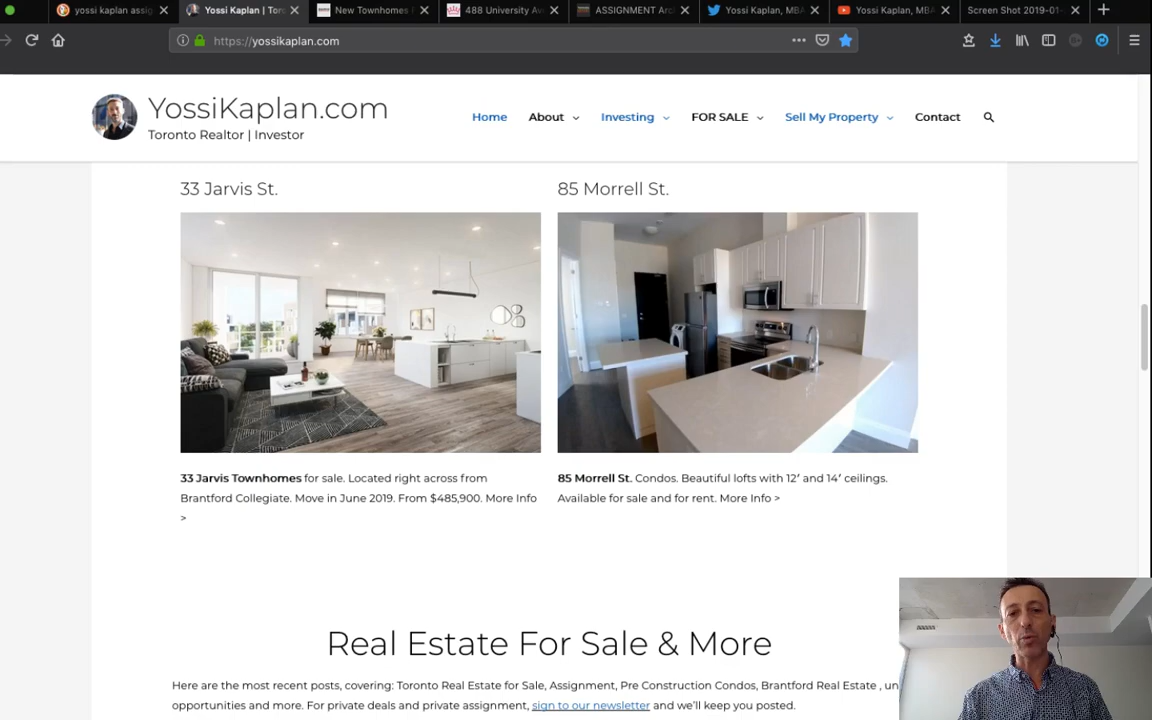 yossi kaplan assig
Yossi Kaplan | Tor
New Townhomes
488 University Av
ASSIGNMENT Arc
Yossi Kaplan, MBA
Yossi Kaplan, MBA
Screen Shot 2019-01-
https://yossikaplan.com
YossiKaplan.com
Toronto Realtor | Investor
Home
About
Investing
FOR SALE
Sell My Property
Contact
33 Jarvis St.
85 Morrell St.
33 Jarvis Townhomes for sale. Located right across from
Brantford Collegiate. Move in June 2019. From $485,900. More Info
>
85 Morrell St. Condos. Beautiful lofts with 12′ and 14′ ceilings.
Available for sale and for rent. More Info >
Real Estate For Sale & More
Here are the most recent posts, covering: Toronto Real Estate for Sale, Assignment, Pre Construction Condos, Brantford Real Estate , un
opportunities and more. For private deals and private assignment, sign to our newsletter and we’ll keep you posted.